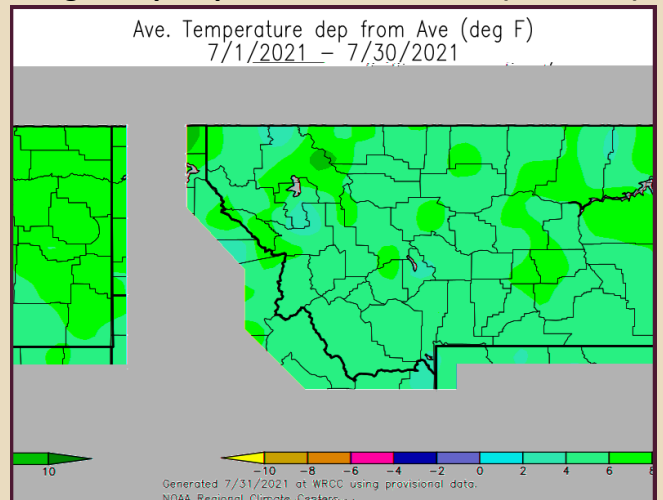 Ave. Temperature dep from Ave (deg F)
7/1/2021 – 7/30/2021
10
-10 -8 -6 -4 -2 0 2 4 6 8
Generated 7/31/2021 at WRCC using provisional data.
NOAA Regional Climate Centers